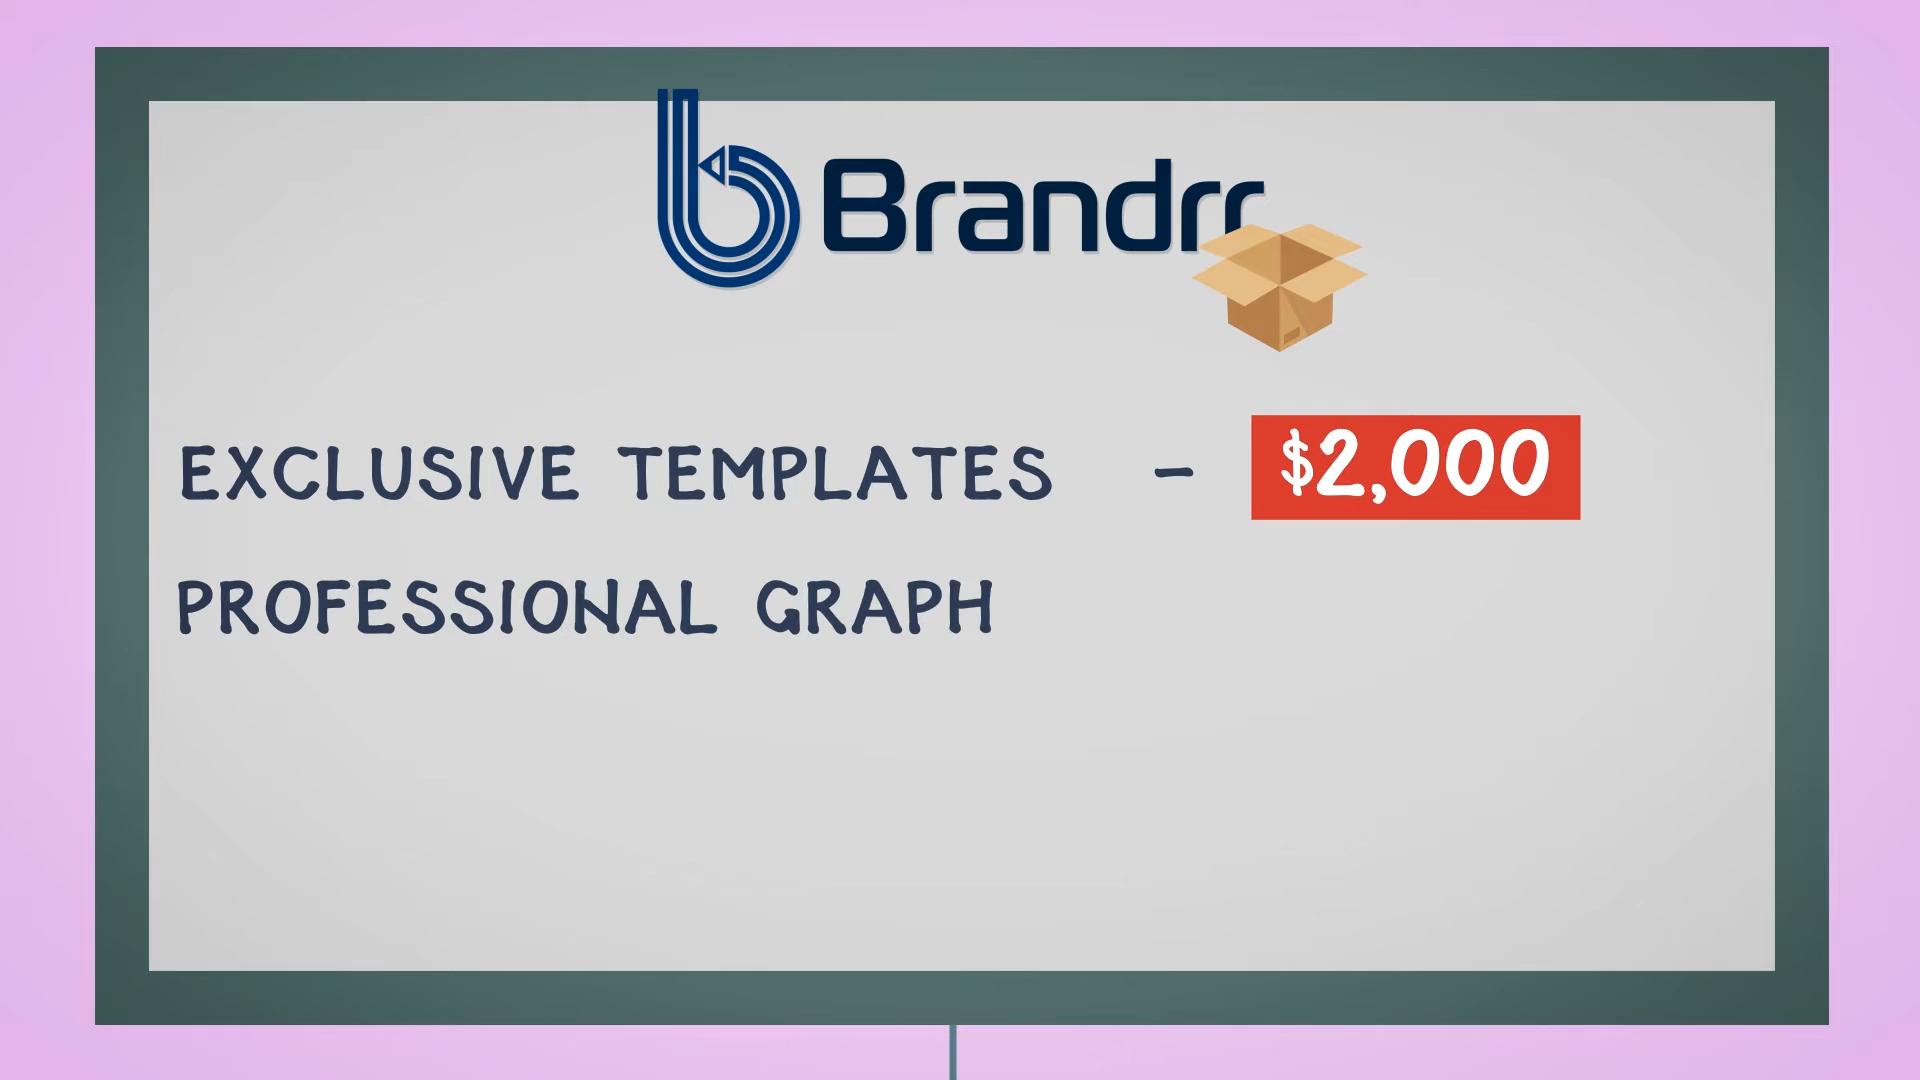 Brandrr
EXCLUSIVE TEMPLATES - $2,000
PROFESSIONAL GRAPH